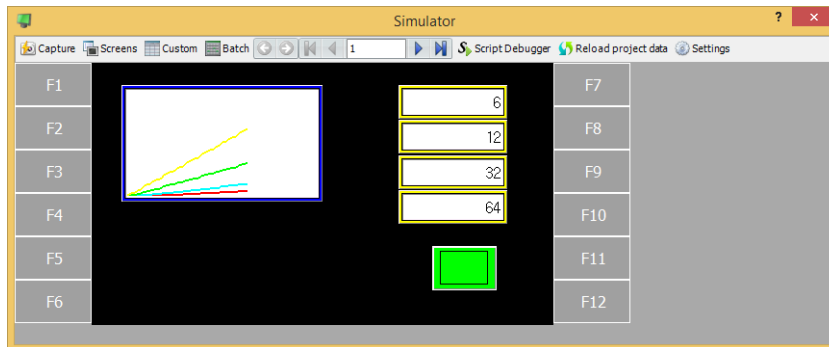 Simulator
?
Capture Screens Custom Batch 1 Script Debugger Reload project data Settings
F1
F2
F3
F4
F5
F6
6
12
32
64
F7
F8
F9
F10
F11
F12